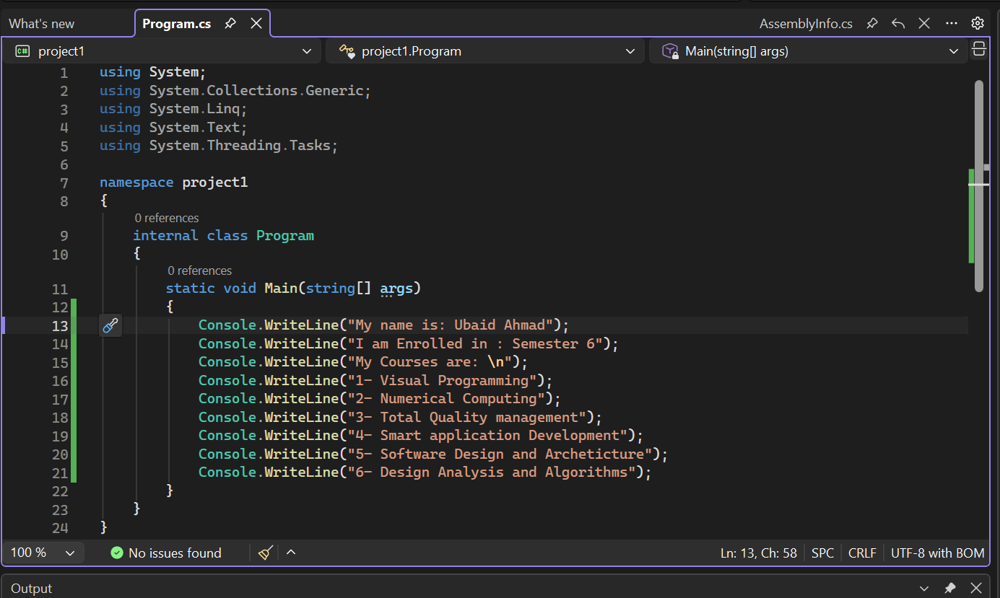 What's new
Program.cs
AssemblyInfo.cs
C# project1
project1.Program
Main(string[] args)
1 using System;
2 using System.Collections.Generic;
3 using System.Linq;
4 using System.Text;
5 using System.Threading.Tasks;
6
7 namespace project1
8 {
0 references
9 internal class Program
10 {
0 references
11 static void Main(string[] args)
12 {
13 Console.WriteLine("My name is: Ubaid Ahmad");
14 Console.WriteLine("I am Enrolled in : Semester 6");
15 Console.WriteLine("My Courses are: \n");
16 Console.WriteLine("1- Visual Programming");
17 Console.WriteLine("2- Numerical Computing");
18 Console.WriteLine("3- Total Quality management");
19 Console.WriteLine("4- Smart application Development");
20 Console.WriteLine("5- Software Design and Archeticture");
21 Console.WriteLine("6- Design Analysis and Algorithms");
22 }
23 }
24 }
100 %
No issues found
Ln: 13, Ch: 58
SPC
CRLF
UTF-8 with BOM
Output